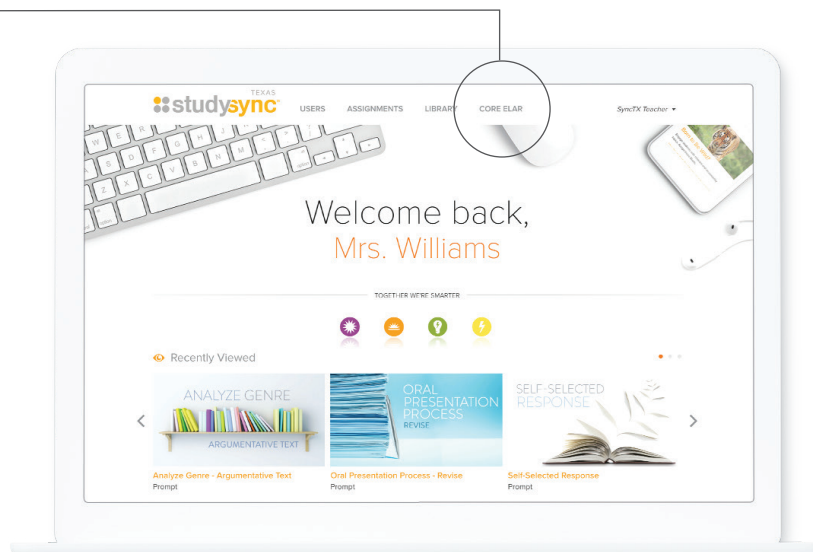 TEXAS
studysync
USERS ASSIGNMENTS LIBRARY CORE ELAR SyncTX Teacher
Welcome back,
Mrs. Williams
TOGETHER WE'RE SMARTER
Recently Viewed
ANALYZE GENRE
ARGUMENTATIVE TEXT
ORAL
PRESENTATION
PROCESS
REVISE
SELF-SELECTED
RESPONSE
Analyze Genre - Argumentative Text
Prompt
Oral Presentation Process - Revise
Prompt
Self-Selected Response
Prompt